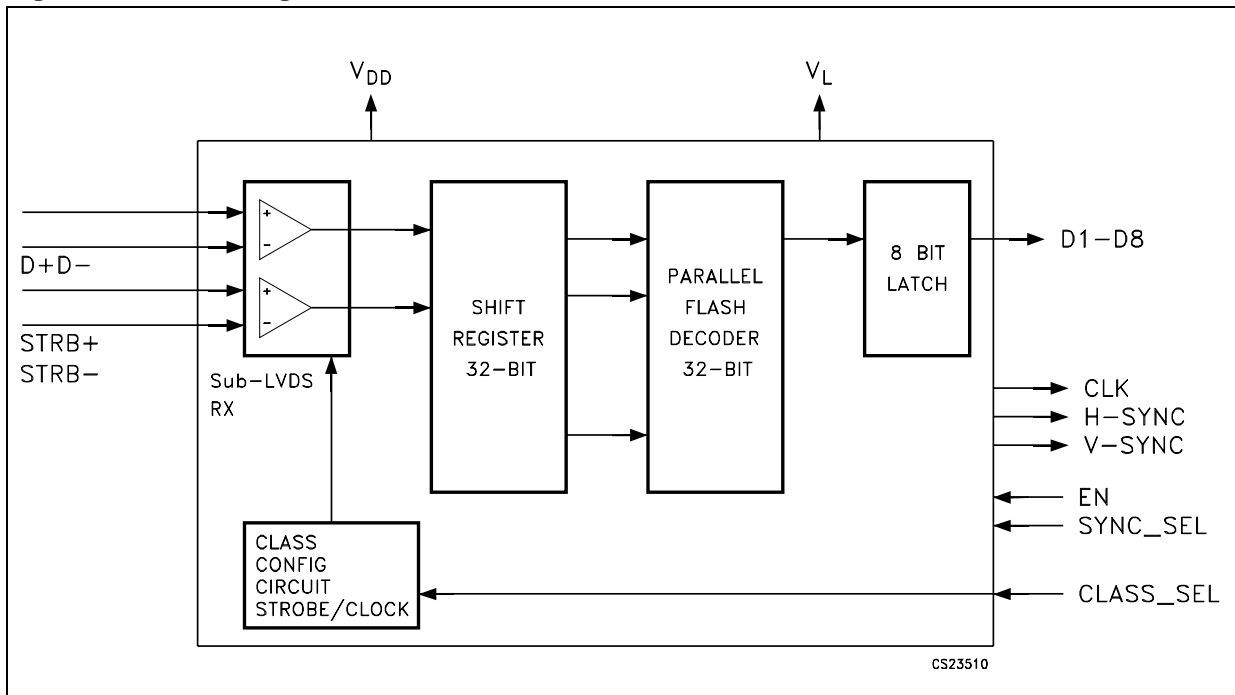 V_DD
V_L
+
-
D+D-
+
-
STRB+
STRB-
Sub-LVDS
RX
SHIFT
REGISTER
32-BIT
PARALLEL
FLASH
DECODER
32-BIT
8 BIT
LATCH
D1-D8
CLK
H-SYNC
V-SYNC
EN
SYNC_SEL
CLASS
CONFIG
CIRCUIT
STROBE/CLOCK
CLASS_SEL
CS23510